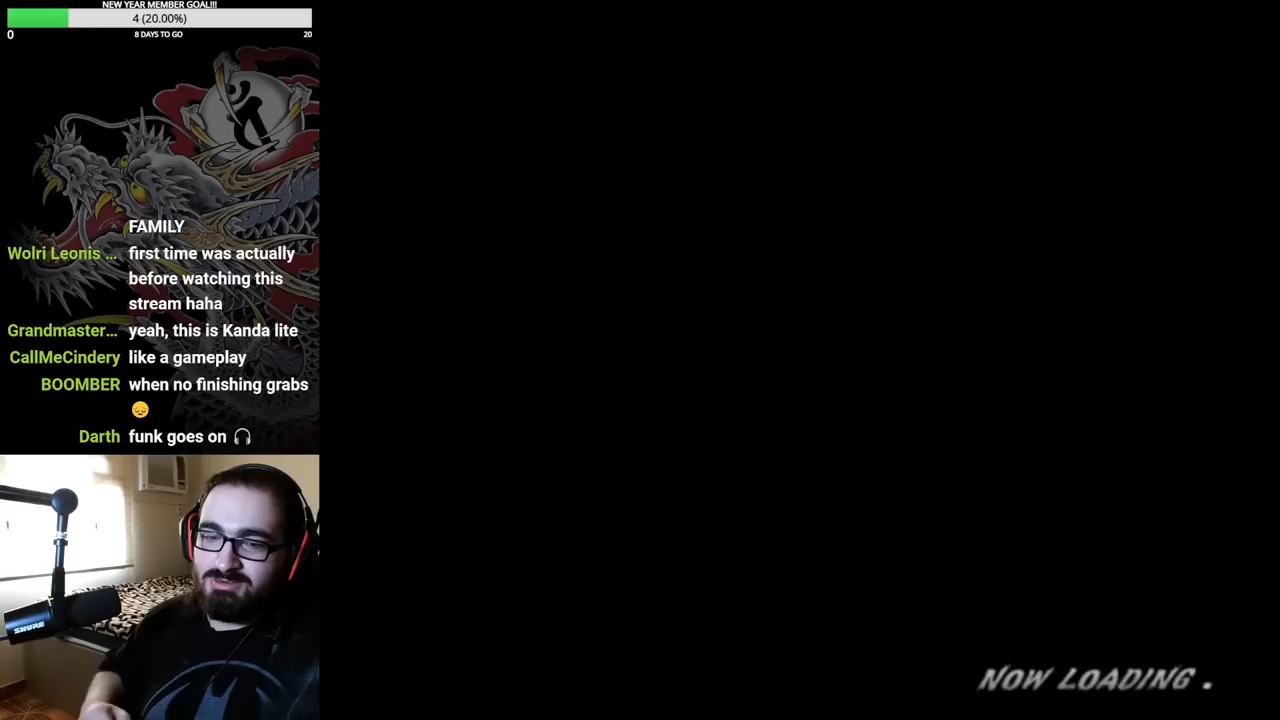 NEW YEAR MEMBER GOAL!!!
4 (20.00%)
0 8 DAYS TO GO 20
FAMILY
Wolri Leonis ... first time was actually
before watching this
stream haha
Grandmaster... yeah, this is Kanda lite
CallMeCindery like a gameplay
BOOMBER when no finishing grabs
😞
Darth funk goes on 🎧
SHURE
NOW LOADING .